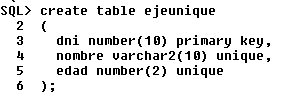 SQL> create table ejeunique
2 (
3 dni number(10) primary key,
4 nombre varchar2(10) unique,
5 edad number(2) unique
6 );